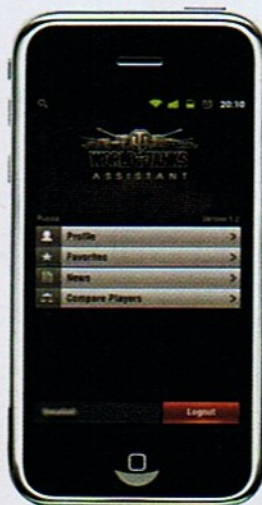 20:10
WORLD OF TANKS
ASSISTANT
Russia Version 1.2
Profile >
Favorites >
News >
Compare Players >
Logout